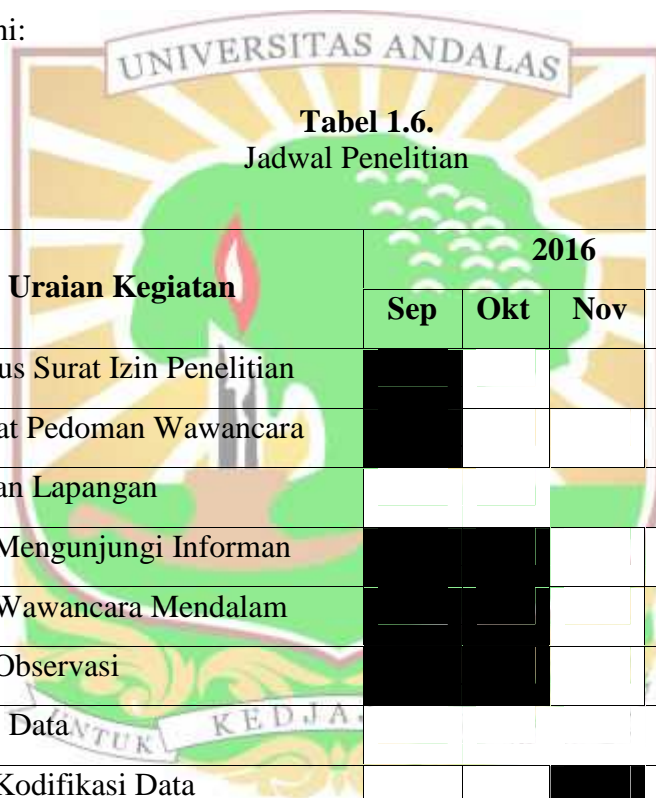 ni:
UNIVERSITAS ANDALAS
Tabel 1.6.
Jadwal Penelitian
Uraian Kegiatan
2016
Sep Okt Nov
us Surat Izin Penelitian
at Pedoman Wawancara
an Lapangan
Mengunjungi Informan
Wawancara Mendalam
Observasi
Data
UNTUK KEDJA
Kodifikasi Data